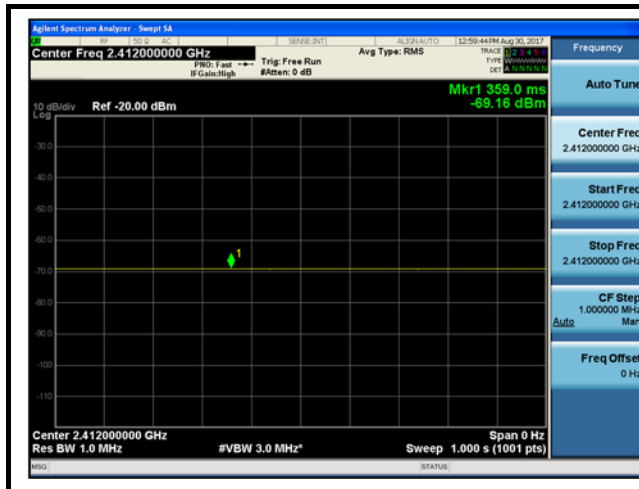 Agilent Spectrum Analyzer - Swept SA
RF 50 Ω AC SENSE:INT ALIGN AUTO 12:59:44 PM Aug 30, 2017
Center Freq 2.412000000 GHz
PNO: Fast Trig: Free Run
IFGain:High #Atten: 0 dB
Avg Type: RMS
TRACE 1 2 3 4 5 6
TYPE WWWWWW
DET A N N N N N
Mkr1 359.0 ms
-69.16 dBm
10 dB/div Ref -20.00 dBm
Log
-30.0
-40.0
-50.0
-60.0
1
-70.0
-80.0
-90.0
-100
-110
Center 2.412000000 GHz Span 0 Hz
Res BW 1.0 MHz #VBW 3.0 MHz* Sweep 1.000 s (1001 pts)
MSG STATUS
Frequency
Auto Tune
Center Freq
2.412000000 GHz
Start Freq
2.412000000 GHz
Stop Freq
2.412000000 GHz
CF Step
1.000000 MHz
Auto Man
Freq Offset
0 Hz